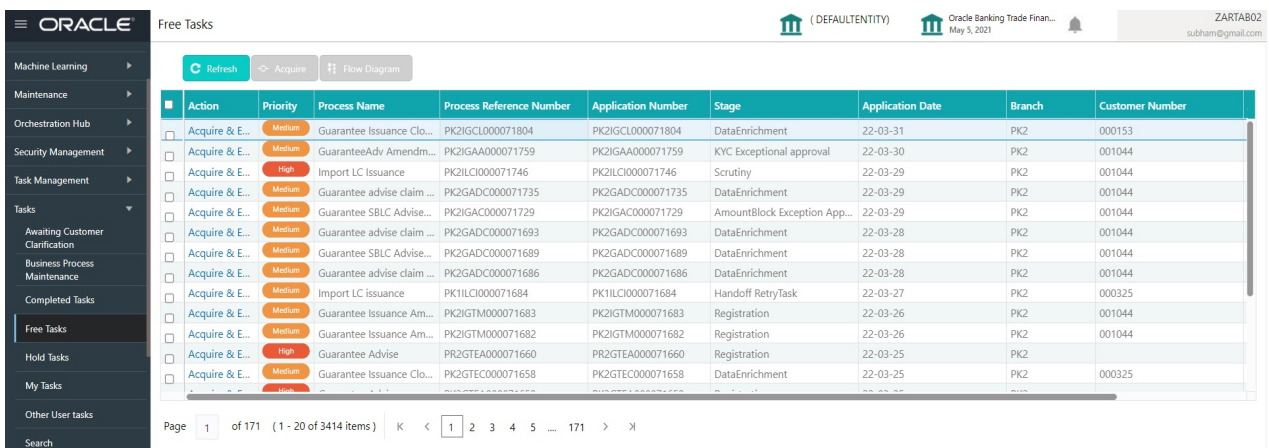 ORACLE®
Free Tasks
( DEFAULTENTITY)
Oracle Banking Trade Finan...
May 5, 2021
ZARTAB02
subham@gmail.com
Machine Learning
Maintenance
Orchestration Hub
Security Management
Task Management
Tasks
Awaiting Customer
Clarification
Business Process
Maintenance
Completed Tasks
Free Tasks
Hold Tasks
My Tasks
Other User tasks
Search
Refresh Acquire Flow Diagram
Action Priority Process Name Process Reference Number Application Number Stage Application Date Branch Customer Number
Acquire & E... Medium Guarantee Issuance Clo... PK2IGCL000071804 PK2IGCL000071804 DataEnrichment 22-03-31 PK2 000153
Acquire & E... Medium GuaranteeAdv Amendm... PK2IGAA000071759 PK2IGAA000071759 KYC Exceptional approval 22-03-30 PK2 001044
Acquire & E... High Import LC Issuance PK2ILCI000071746 PK2ILCI000071746 Scrutiny 22-03-29 PK2 001044
Acquire & E... Medium Guarantee advise claim ... PK2GADC000071735 PK2GADC000071735 DataEnrichment 22-03-29 PK2 001044
Acquire & E... Medium Guarantee SBLC Advise... PK2IGAC000071729 PK2IGAC000071729 AmountBlock Exception App... 22-03-29 PK2 001044
Acquire & E... Medium Guarantee advise claim ... PK2GADC000071693 PK2GADC000071693 DataEnrichment 22-03-28 PK2 001044
Acquire & E... Medium Guarantee SBLC Advise... PK2GADC000071689 PK2GADC000071689 DataEnrichment 22-03-28 PK2 001044
Acquire & E... Medium Guarantee advise claim ... PK2GADC000071686 PK2GADC000071686 DataEnrichment 22-03-28 PK2 001044
Acquire & E... Medium Import LC issuance PK1ILCI000071684 PK1ILCI000071684 Handoff RetryTask 22-03-27 PK2 000325
Acquire & E... Medium Guarantee Issuance Am... PK2IGTM000071683 PK2IGTM000071683 Registration 22-03-26 PK2 001044
Acquire & E... Medium Guarantee Issuance Am... PK2IGTM000071682 PK2IGTM000071682 Registration 22-03-26 PK2 001044
Acquire & E... High Guarantee Advise PR2GTEA000071660 PR2GTEA000071660 Registration 22-03-25 PK2
Acquire & E... Medium Guarantee Issuance Clo... PK2GTEC000071658 PK2GTEC000071658 DataEnrichment 22-03-25 PK2 000325
Page 1 of 171 (1 - 20 of 3414 items) 1 2 3 4 5 ... 171